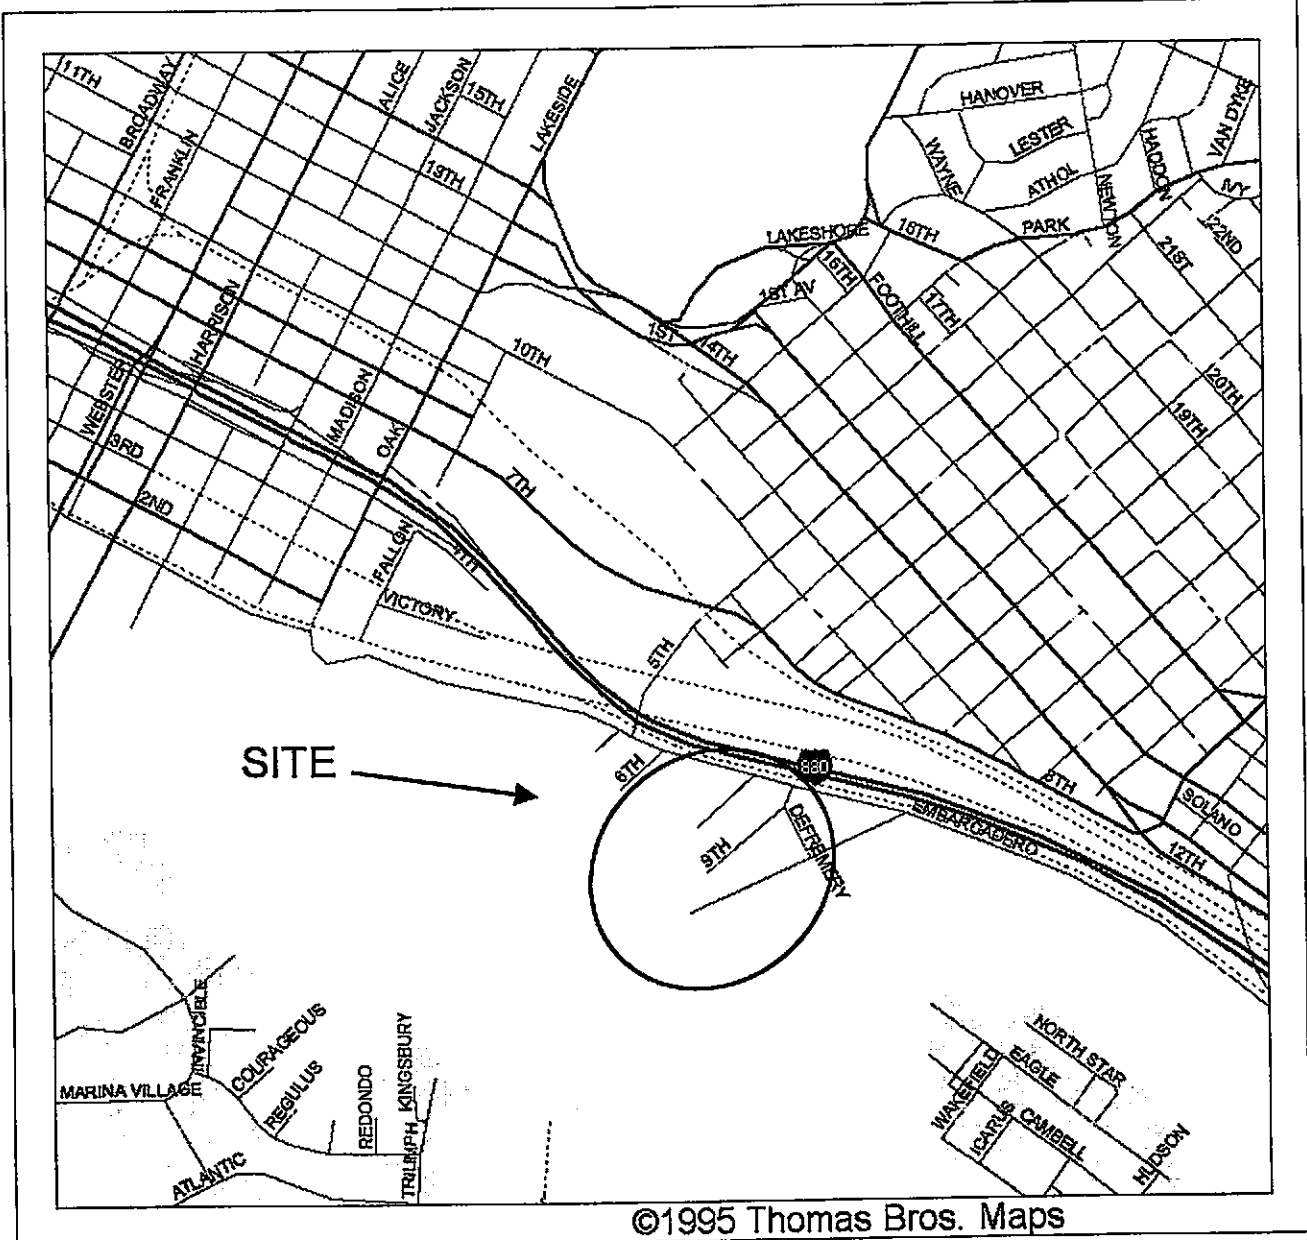 11TH
BROADWAY
ALICE
JACKSON
15TH
LAKESIDE
FRANKLIN
13TH
HANOVER
LESTER
WAYNE
ATHOL
NEWTON
HADDON
VAN DYKE
IVY
PARK
22ND
21ST
LAKESHORE
18TH
16TH
1ST AV
FOOTHILL
17TH
HARRISON
1ST
14TH
10TH
20TH
19TH
WEBSTER
MADISON
OAK
3RD
7TH
2ND
FALLON
4TH
VICTORY
5TH
SITE
6TH
880
8TH
EMBARCADERO
SOLANO
DEFREMERY
9TH
12TH
INVINCIBLE
COURAGEOUS
REGULUS
REDONDO
KINGSBURY
MARINA VILLAGE
TRIUMPH
ATLANTIC
NORTH STAR
EAGLE
WAKEFIELD
ICARUS
CAMBELL
HUDSON
©1995 Thomas Bros. Maps